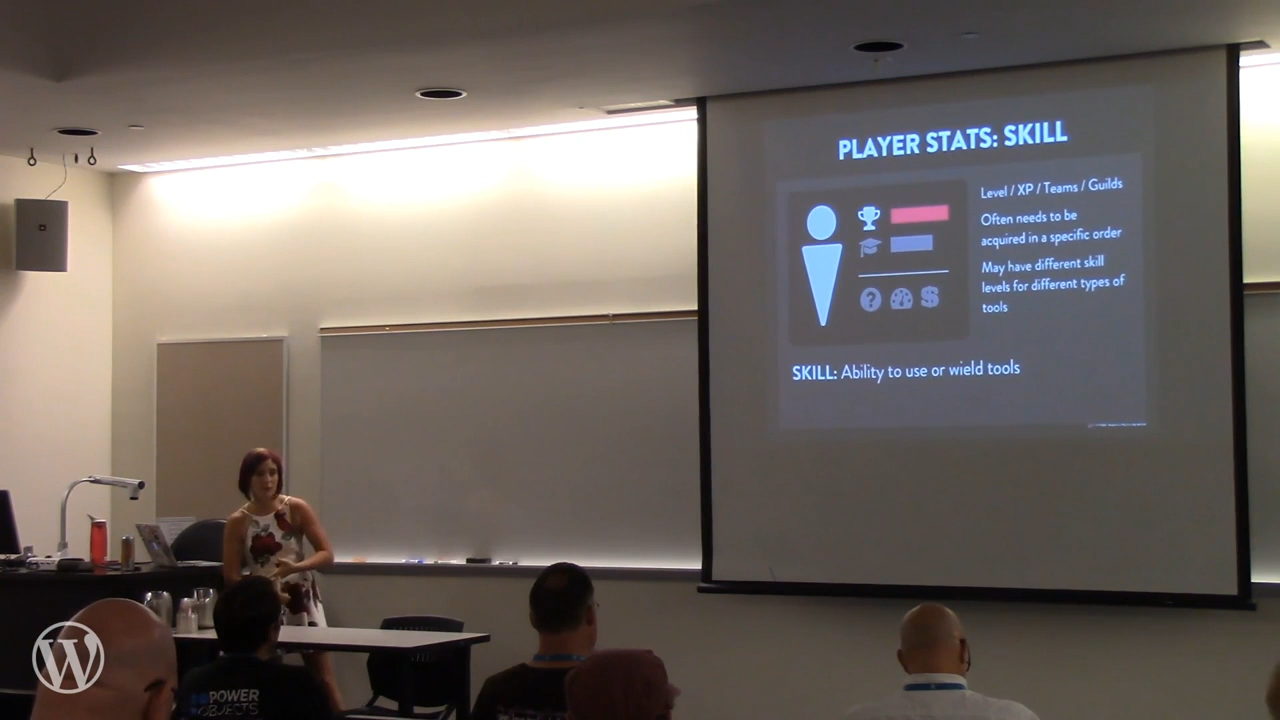 PLAYER STATS: SKILL
Level / XP / Teams / Guilds
Often needs to be
acquired in a specific order
May have different skill
levels for different types of
tools
SKILL: Ability to use or wield tools
POWER
OBJECTS